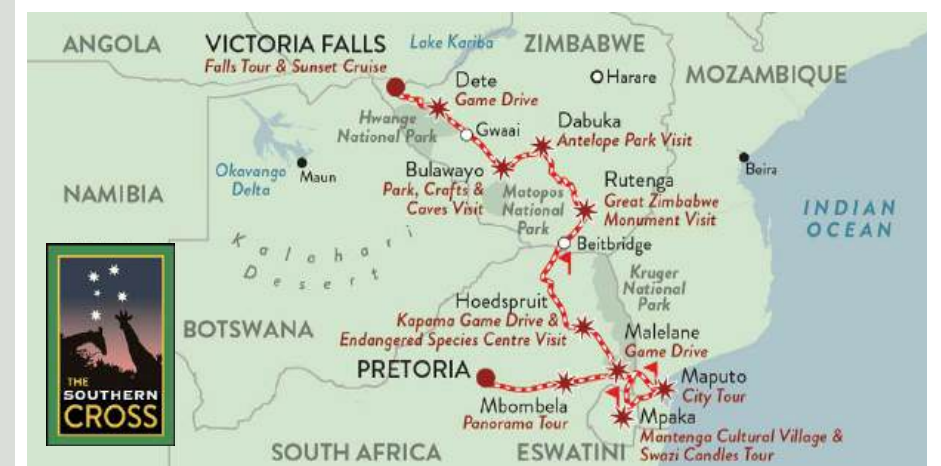 ANGOLA
VICTORIA FALLS
Falls Tour & Sunset Cruise
Lake Kariba
ZIMBABWE
Harare
MOZAMBIQUE
Dete
Game Drive
Hwange
National Park
Gwaai
Dabuka
Antelope Park Visit
Okavango
Delta
Maun
Bulawayo
Park, Crafts &
Caves Visit
Matopos
National
Park
Rutenga
Great Zimbabwe
Monument Visit
Beira
NAMIBIA
INDIAN
OCEAN
Kalahari
Desert
Beitbridge
Kruger
National
Park
Hoedspruit
Kapama Game Drive &
Endangered Species Centre Visit
BOTSWANA
Malelane
Game Drive
PRETORIA
Mbombela
Panorama Tour
Maputo
City Tour
Mpaka
Mantenga Cultural Village &
Swazi Candles Tour
SOUTH AFRICA
ESWATINI
THE
SOUTHERN
CROSS